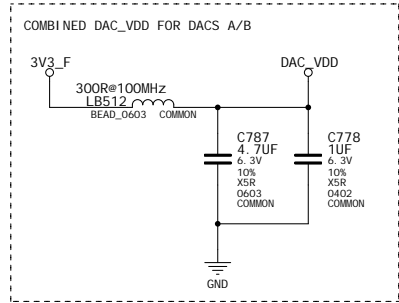 COMBINED DAC_VDD FOR DACS A/B
3V3_F
DAC_VDD
300R@100MHz
LB512
BEAD_0603 COMMON
C787
4.7UF
6.3V
10%
X5R
0603
COMMON
C778
1UF
6.3V
10%
X5R
0402
COMMON
GND